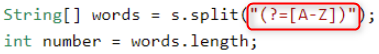 String[] words = s.split("(?=[A-Z])");
int number = words.length;